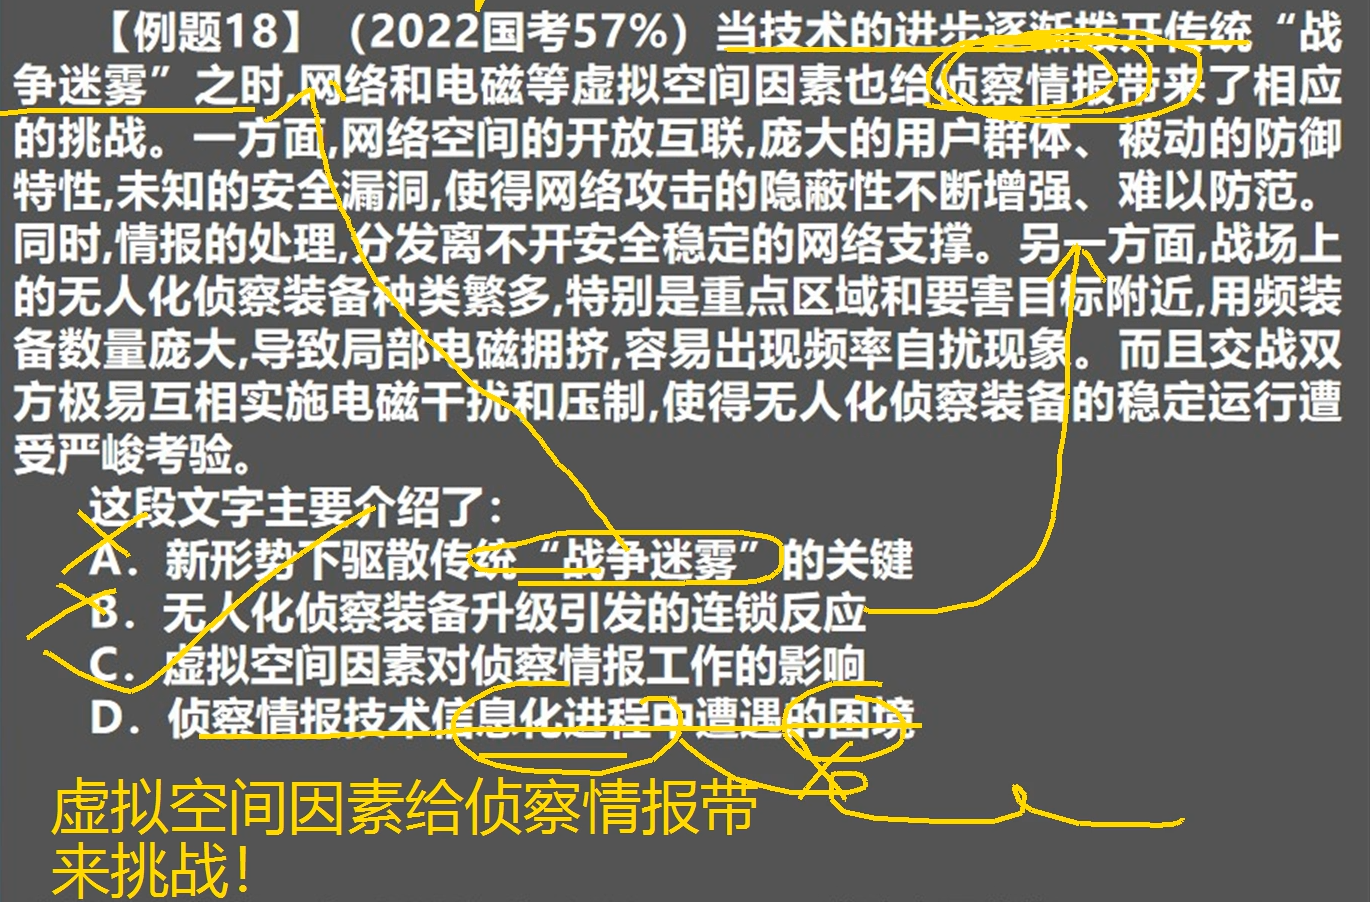 【例题18】（2022国考57%）当技术的进步逐渐拨开传统“战
争迷雾”之时,网络和电磁等虚拟空间因素也给侦察情报带来了相应
的挑战。一方面,网络空间的开放互联,庞大的用户群体、被动的防御
特性,未知的安全漏洞,使得网络攻击的隐蔽性不断增强、难以防范。
同时,情报的处理,分发离不开安全稳定的网络支撑。另一方面,战场上
的无人化侦察装备种类繁多,特别是重点区域和要害目标附近,用频装
备数量庞大,导致局部电磁拥挤,容易出现频率自扰现象。而且交战双
方极易互相实施电磁干扰和压制,使得无人化侦察装备的稳定运行遭
受严峻考验。
这段文字主要介绍了：
A．新形势下驱散传统“战争迷雾”的关键
B．无人化侦察装备升级引发的连锁反应
C．虚拟空间因素对侦察情报工作的影响
D．侦察情报技术信息化进程中遭遇的困境
虚拟空间因素给侦察情报带
来挑战！